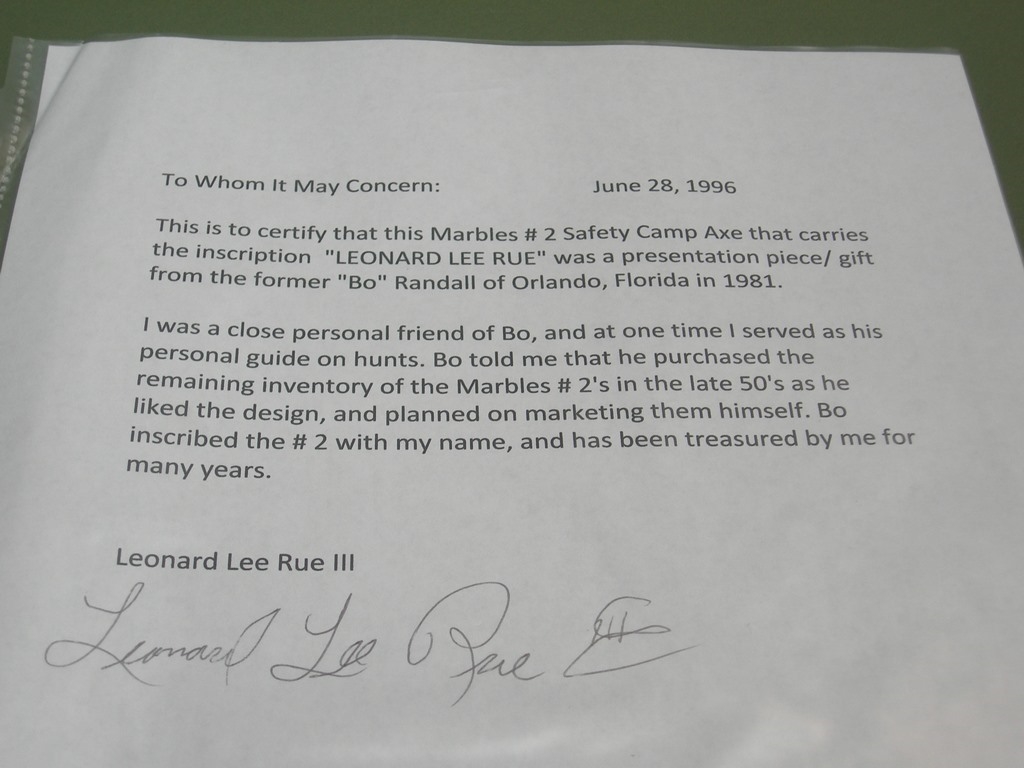 To Whom It May Concern: June 28, 1996
This is to certify that this Marbles # 2 Safety Camp Axe that carries
the inscription "LEONARD LEE RUE" was a presentation piece/ gift
from the former "Bo" Randall of Orlando, Florida in 1981.
I was a close personal friend of Bo, and at one time I served as his
personal guide on hunts. Bo told me that he purchased the
remaining inventory of the Marbles # 2's in the late 50's as he
liked the design, and planned on marketing them himself. Bo
inscribed the # 2 with my name, and has been treasured by me for
many years.
Leonard Lee Rue III
Leonard Lee Rue III